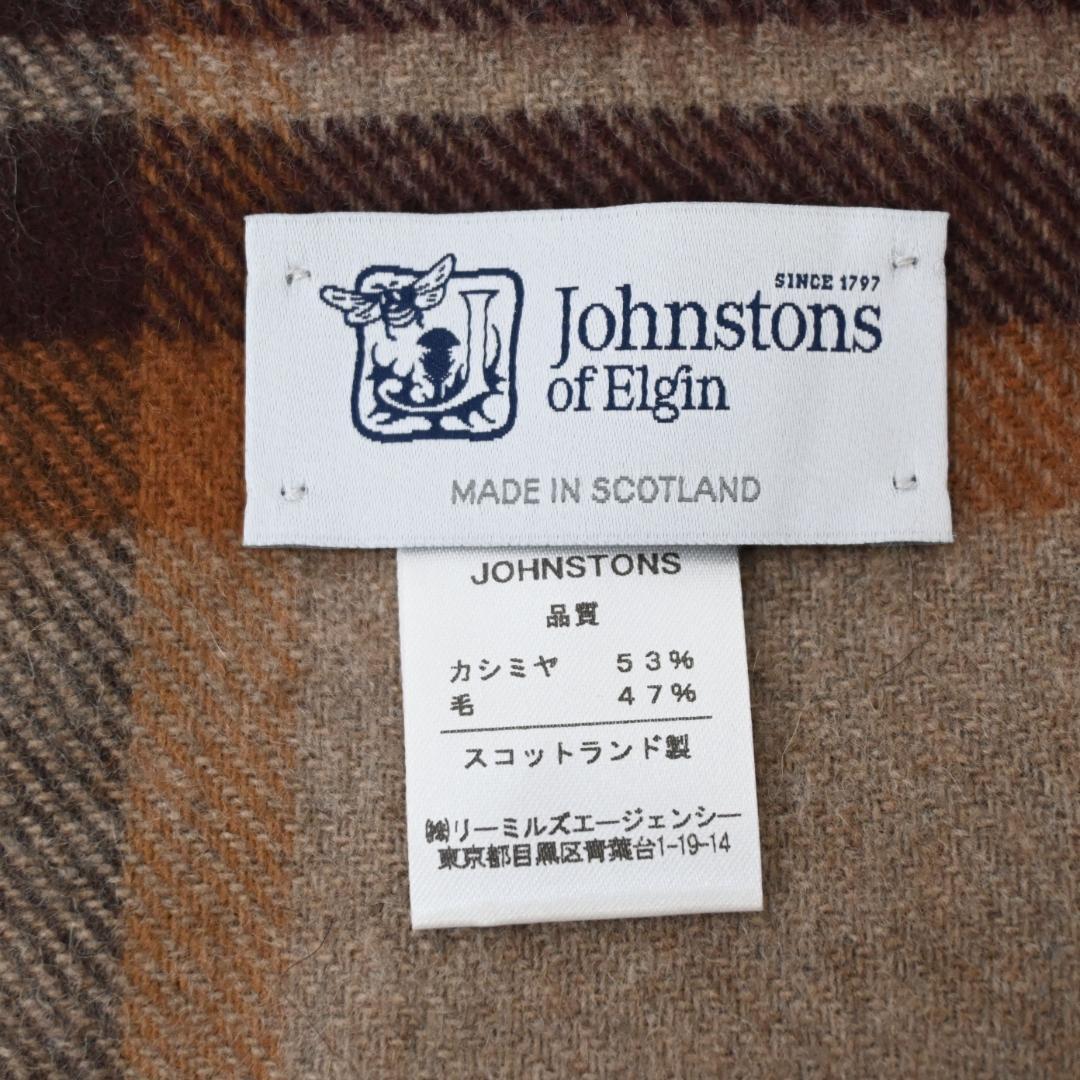 SINCE 1797
Johnstons
of Elgin
MADE IN SCOTLAND
JOHNSTONS
品質
カシミヤ 53%
毛 47%
スコットランド製
㈱リーミルズエージェンシー
東京都目黒区青葉台1-19-14